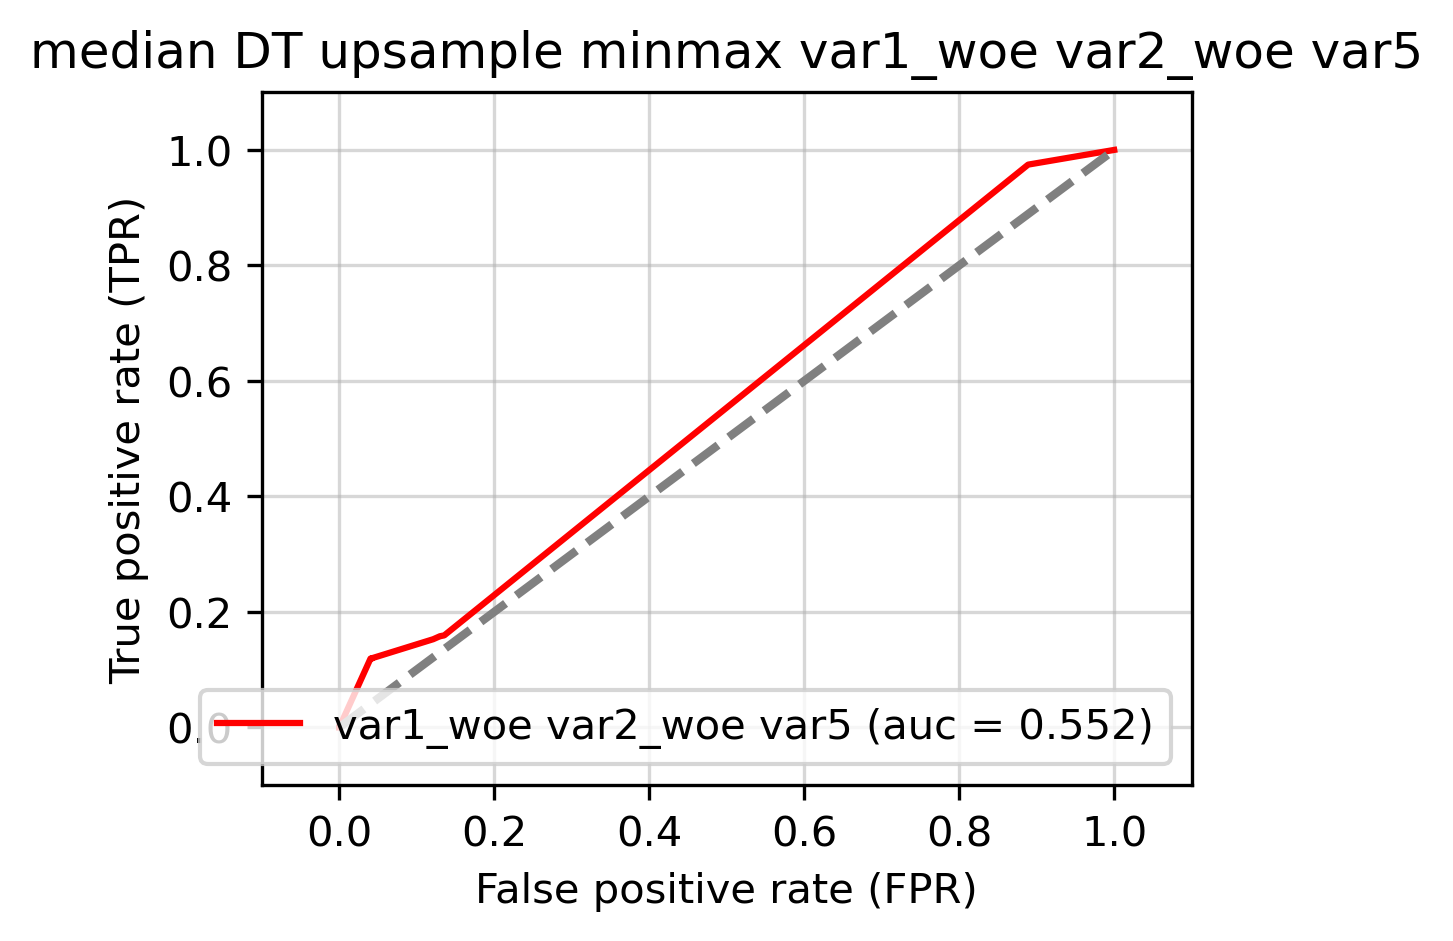 median DT upsample minmax var1_woe var2_woe var5
True positive rate (TPR)
1.0
0.8
0.6
0.4
0.2
0.0
var1_woe var2_woe var5 (auc = 0.552)
0.0 0.2 0.4 0.6 0.8 1.0
False positive rate (FPR)